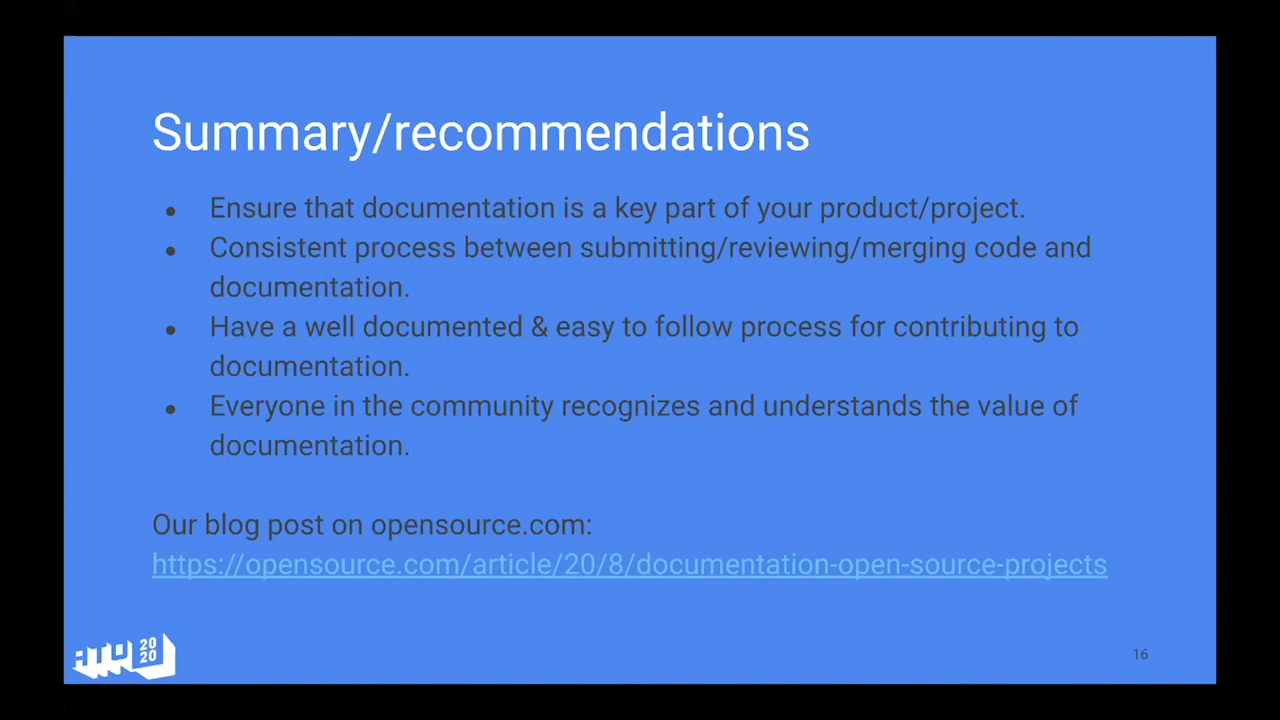 Summary/recommendations
● Ensure that documentation is a key part of your product/project.
● Consistent process between submitting/reviewing/merging code and
documentation.
● Have a well documented & easy to follow process for contributing to
documentation.
● Everyone in the community recognizes and understands the value of
documentation.
Our blog post on opensource.com:
https://opensource.com/article/20/8/documentation-open-source-projects
ATO 20
20
16